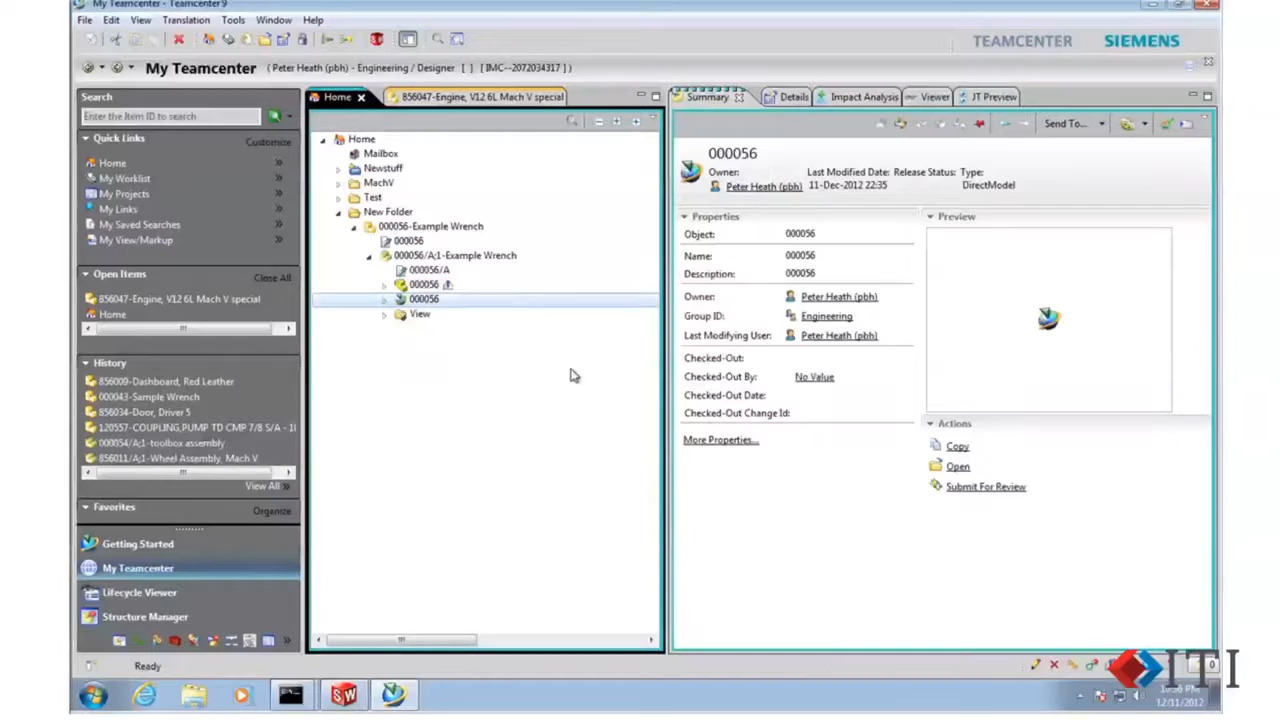 My Teamcenter - Teamcenter 9
File Edit View Translation Tools Window Help
TEAMCENTER SIEMENS
My Teamcenter ( Peter Heath (pbh) - Engineering / Designer [ ] [ IMC--2072034317 ] )
Search
Enter the Item ID to search
Quick Links
Customize
Home
My Worklist
My Projects
My Links
My Saved Searches
My View/Markup
Open Items
Close All
856047-Engine, V12 6L Mach V special
Home
History
856009-Dashboard, Red Leather
000043-Sample Wrench
856034-Door, Driver 5
120557-COUPLING,PUMP TD CMP 7/8 S/A - 1
000054/A;1-toolbox assembly
856011/A;1-Wheel Assembly, Mach V
View All
Favorites
Organize
Getting Started
My Teamcenter
Lifecycle Viewer
Structure Manager
Home
856047-Engine, V12 6L Mach V special
Home
Mailbox
Newstuff
MachV
Test
New Folder
000056-Example Wrench
000056
000056/A;1-Example Wrench
000056/A
000056
000056
View
Summary Details Impact Analysis Viewer JT Preview
Send To...
000056
Owner: Last Modified Date: Release Status: Type:
Peter Heath (pbh) 11-Dec-2012 22:35 DirectModel
Properties
Object: 000056
Name: 000056
Description: 000056
Owner: Peter Heath (pbh)
Group ID: Engineering
Last Modifying User: Peter Heath (pbh)
Checked-Out:
Checked-Out By: No Value
Checked-Out Date:
Checked-Out Change Id:
More Properties...
Preview
Actions
Copy
Open
Submit For Review
Ready
0
ITI
SW
PM
12/11/2012